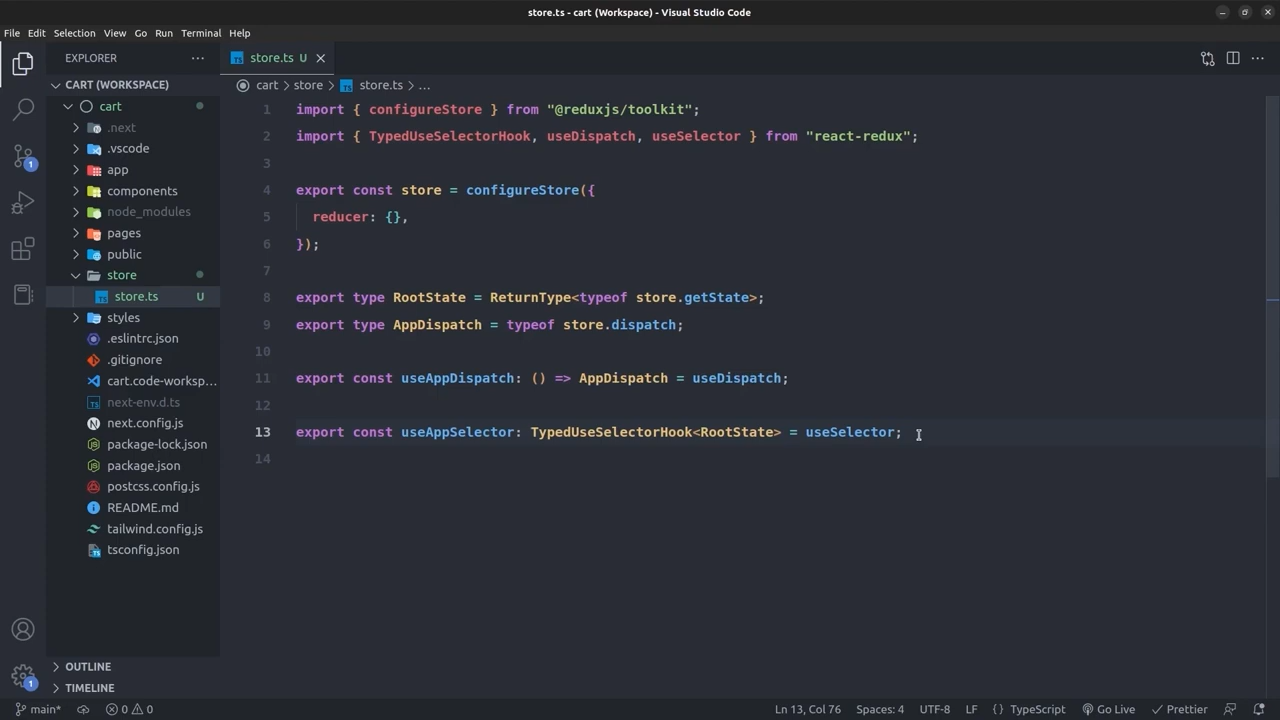 store.ts - cart (Workspace) - Visual Studio Code
File Edit Selection View Go Run Terminal Help
EXPLORER
store.ts U
CART (WORKSPACE)
cart
.next
.vscode
app
components
node_modules
pages
public
store
store.ts U
styles
.eslintrc.json
.gitignore
cart.code-worksp...
next-env.d.ts
next.config.js
package-lock.json
package.json
postcss.config.js
README.md
tailwind.config.js
tsconfig.json
OUTLINE
TIMELINE
cart > store > store.ts > ...
1 import { configureStore } from "@reduxjs/toolkit";
2 import { TypedUseSelectorHook, useDispatch, useSelector } from "react-redux";
3
4 export const store = configureStore({
5 reducer: {},
6 });
7
8 export type RootState = ReturnType<typeof store.getState>;
9 export type AppDispatch = typeof store.dispatch;
10
11 export const useAppDispatch: () => AppDispatch = useDispatch;
12
13 export const useAppSelector: TypedUseSelectorHook<RootState> = useSelector;
14
1
1
main* 0 0 Ln 13, Col 76 Spaces: 4 UTF-8 LF {} TypeScript Go Live Prettier